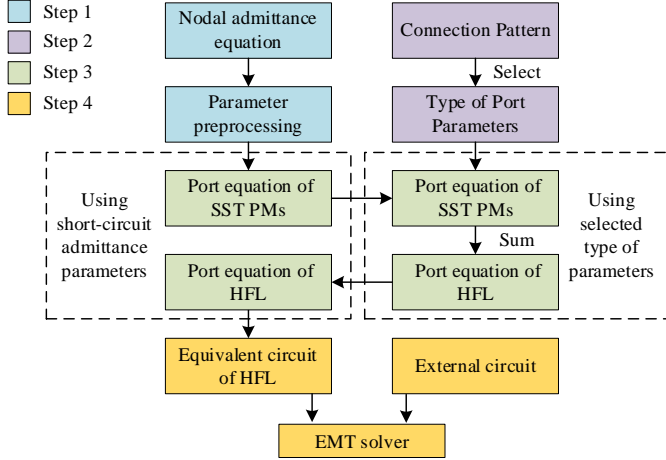 Step 1
Step 2
Step 3
Step 4
Nodal admittance
equation
Connection Pattern
Select
Parameter
preprocessing
Type of Port
Parameters
Using
short-circuit
admittance
parameters
Port equation of
SST PMs
Port equation of
SST PMs
Using
selected
type of
parameters
Sum
Port equation of
HFL
Port equation of
HFL
Equivalent circuit
of HFL
External circuit
EMT solver